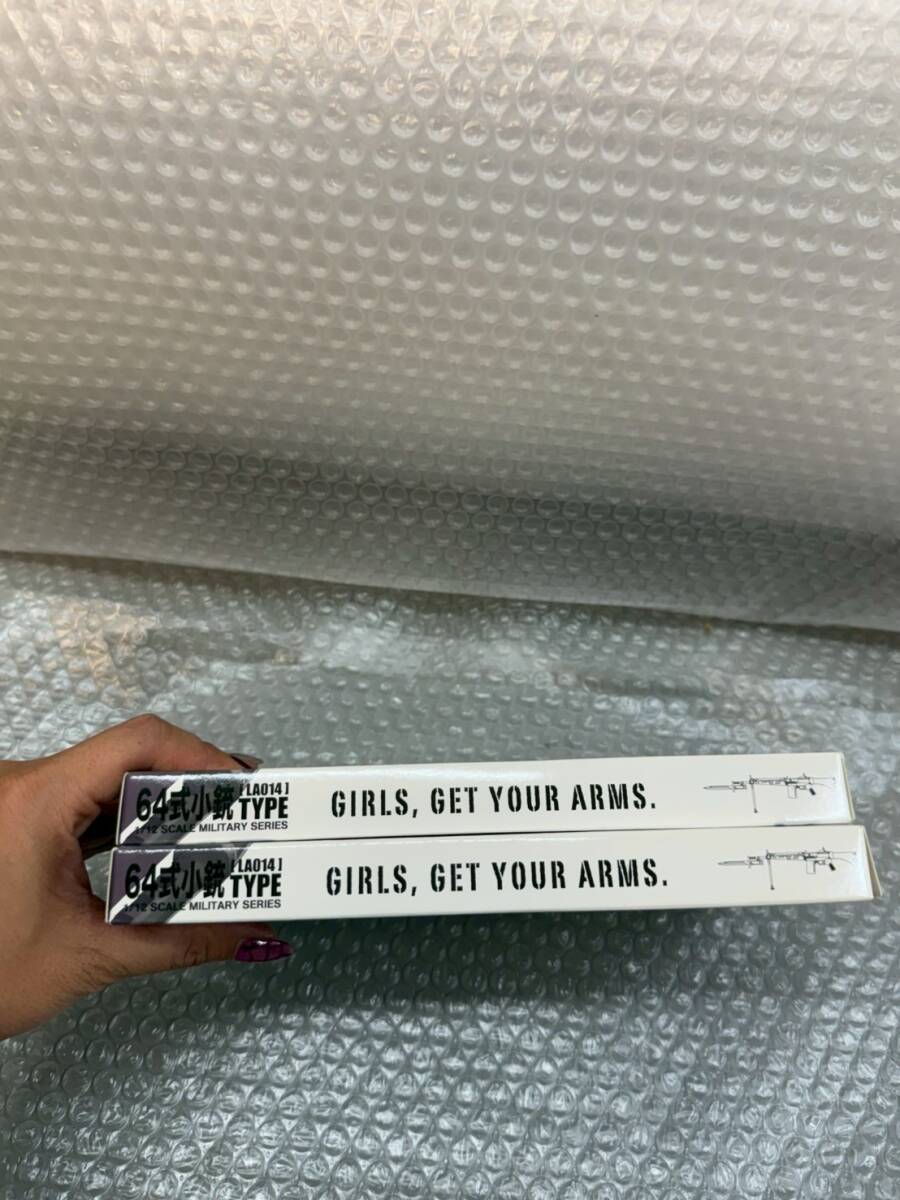 64式小銃 [LA014] TYPE
1/12 SCALE MILITARY SERIES
GIRLS, GET YOUR ARMS.
64式小銃 [LA014] TYPE
1/12 SCALE MILITARY SERIES
GIRLS, GET YOUR ARMS.